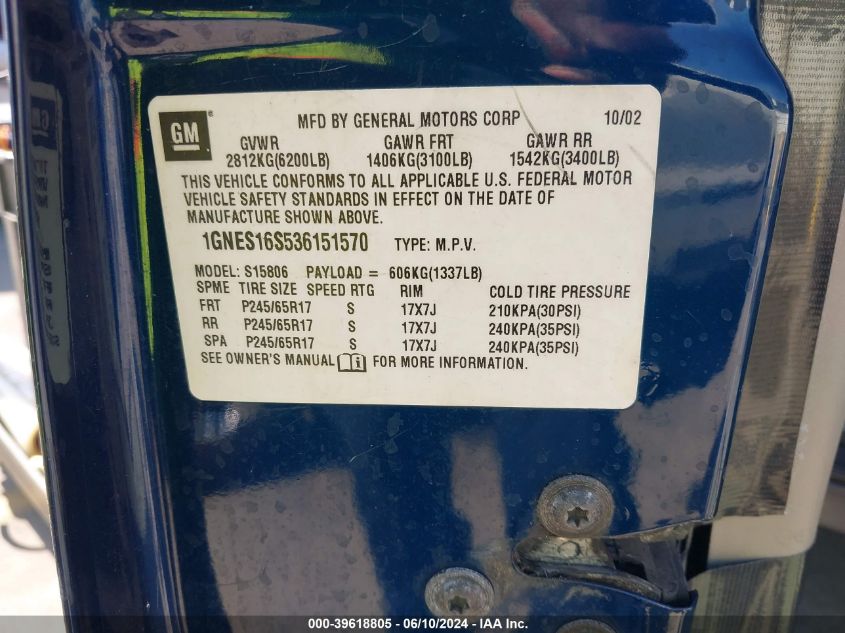 GM MFD BY GENERAL MOTORS CORP 10/02
GVWR GAWR FRT GAWR RR
2812KG(6200LB) 1406KG(3100LB) 1542KG(3400LB)
THIS VEHICLE CONFORMS TO ALL APPLICABLE U.S. FEDERAL MOTOR
VEHICLE SAFETY STANDARDS IN EFFECT ON THE DATE OF
MANUFACTURE SHOWN ABOVE.
1GNES16S536151570 TYPE: M.P.V.
MODEL: S15806 PAYLOAD = 606KG(1337LB)
SPME TIRE SIZE SPEED RTG RIM COLD TIRE PRESSURE
FRT P245/65R17 S 17X7J 210KPA(30PSI)
RR P245/65R17 S 17X7J 240KPA(35PSI)
SPA P245/65R17 S 17X7J 240KPA(35PSI)
SEE OWNER'S MANUAL FOR MORE INFORMATION.
000-39618805 - 06/10/2024 - IAA Inc.